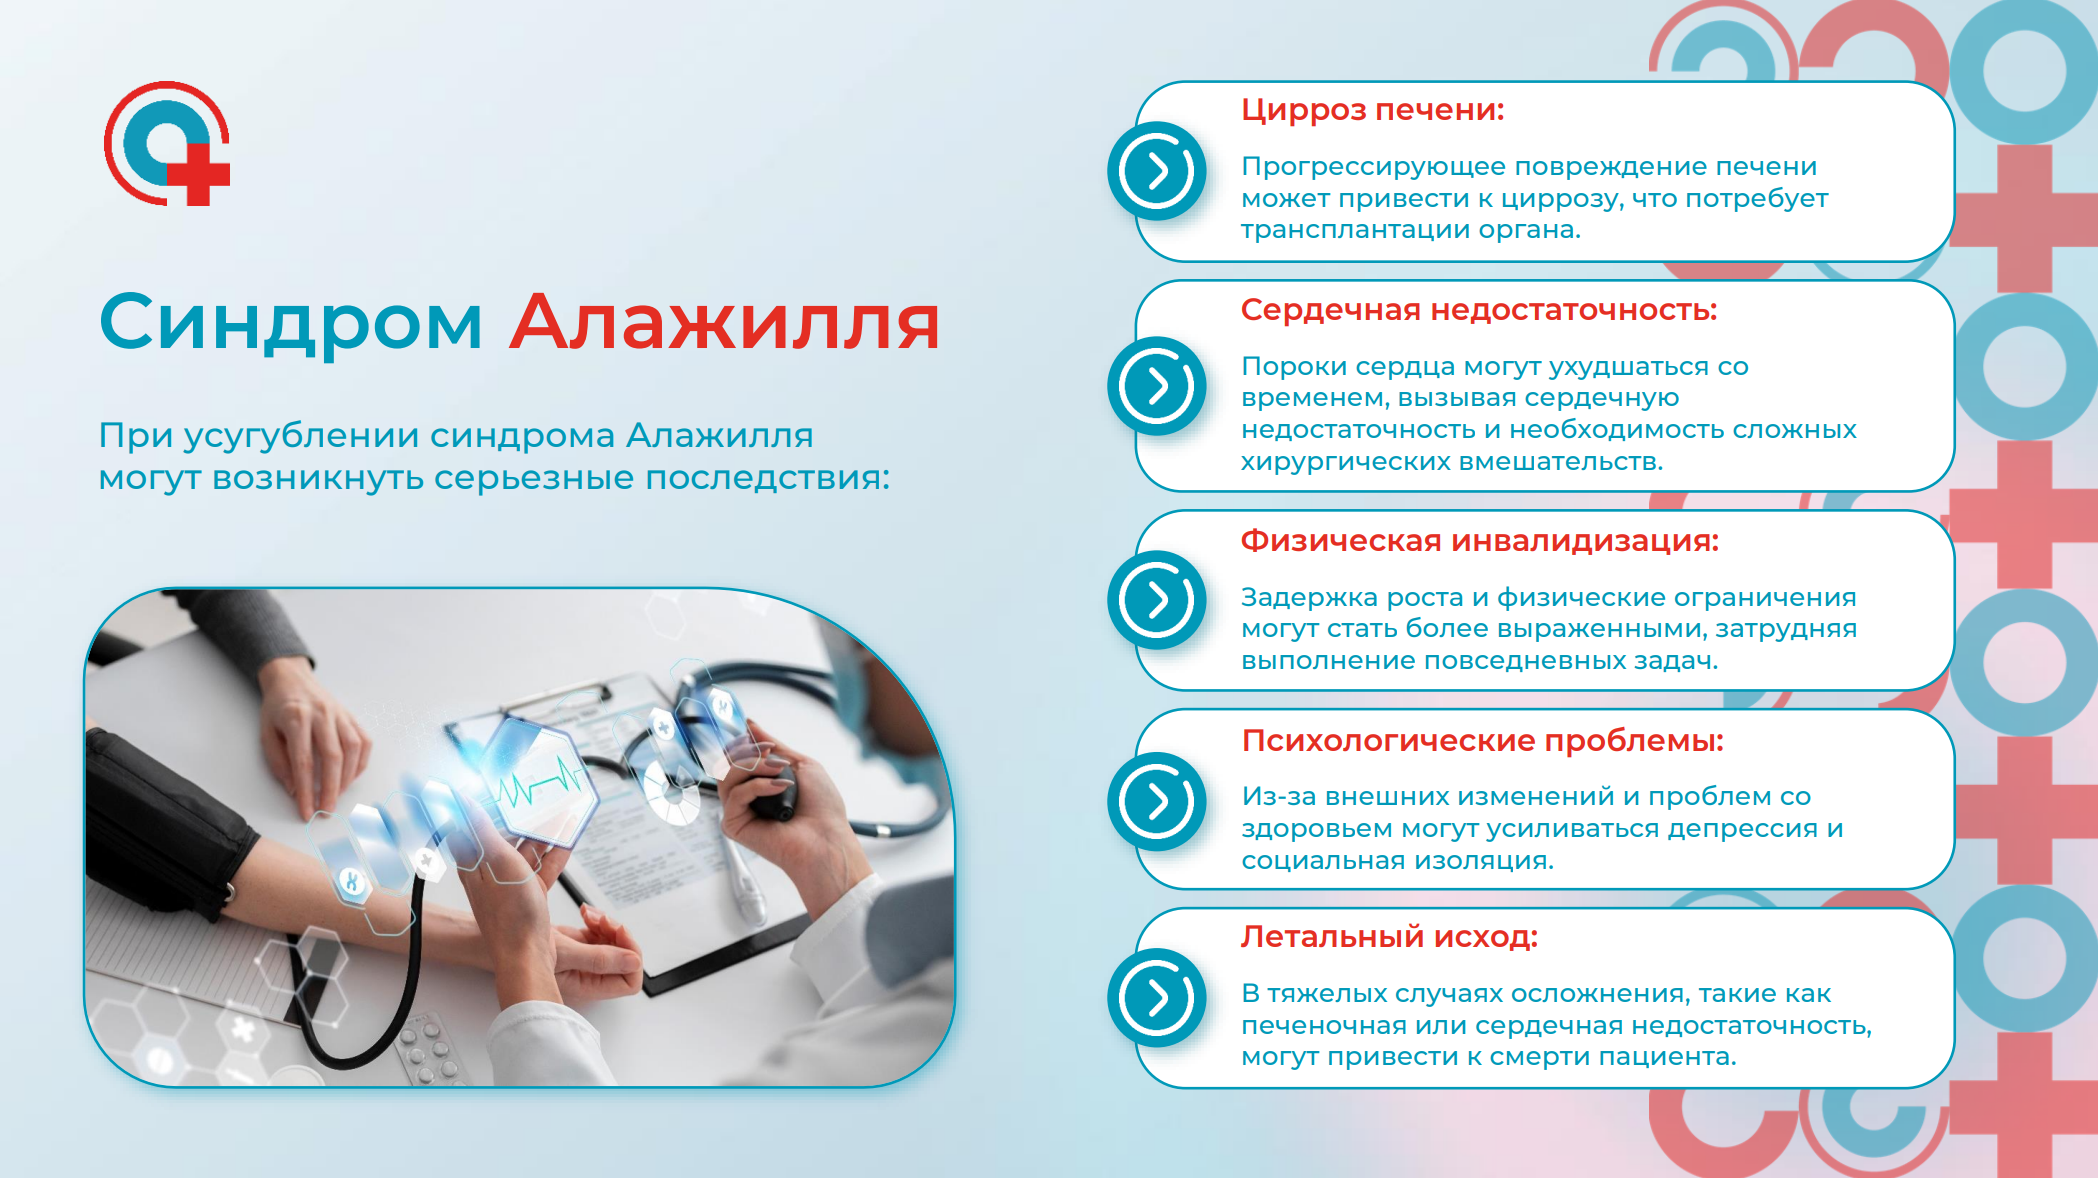 Синдром Алажилля
При усугублении синдрома Алажилля
могут возникнуть серьезные последствия:
Цирроз печени:
Прогрессирующее повреждение печени
может привести к циррозу, что потребует
трансплантации органа.
Сердечная недостаточность:
Пороки сердца могут ухудшаться со
временем, вызывая сердечную
недостаточность и необходимость сложных
хирургических вмешательств.
Физическая инвалидизация:
Задержка роста и физические ограничения
могут стать более выраженными, затрудняя
выполнение повседневных задач.
Психологические проблемы:
Из-за внешних изменений и проблем со
здоровьем могут усиливаться депрессия и
социальная изоляция.
Летальный исход:
В тяжелых случаях осложнения, такие как
печеночная или сердечная недостаточность,
могут привести к смерти пациента.